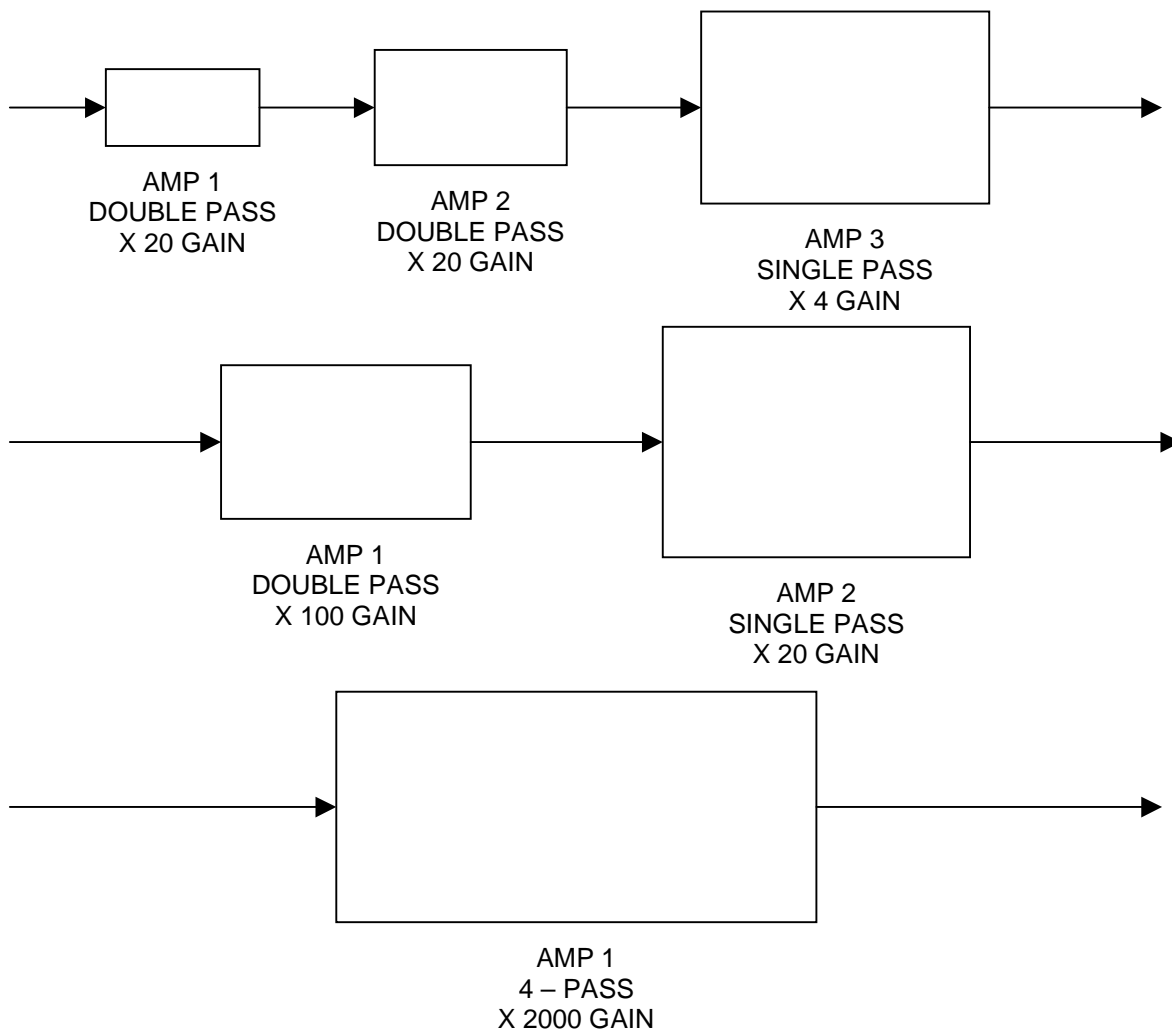 AMP 1
DOUBLE PASS
X 20 GAIN
AMP 2
DOUBLE PASS
X 20 GAIN
AMP 3
SINGLE PASS
X 4 GAIN
AMP 1
DOUBLE PASS
X 100 GAIN
AMP 2
SINGLE PASS
X 20 GAIN
AMP 1
4 – PASS
X 2000 GAIN